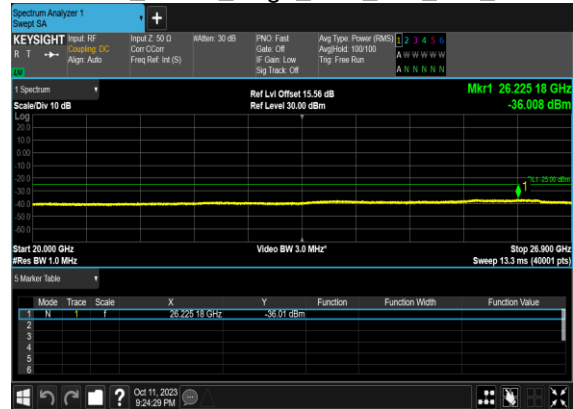 Spectrum Analyzer 1
Swept SA
KEYSIGHT Input: RF Input Z: 50 Ω #Atten: 30 dB PNO: Fast Avg Type: Power (RMS) 1 2 3 4 5 6
R T Coupling: DC Corr CCorr Gate: Off Avg|Hold: 100/100 A W W W W W
Align: Auto Freq Ref: Int (S) IF Gain: Low Trig: Free Run
Sig Track: Off A N N N N N
1 Spectrum Ref Lvl Offset 15.56 dB Mkr1 26.225 18 GHz
Scale/Div 10 dB Ref Level 30.00 dBm -36.008 dBm
Log
20.0
10.0
0.00
-10.0
-20.0
-30.0
-40.0
-50.0
-60.0
1
DL1 -25.00 dBm
Start 20.000 GHz Video BW 3.0 MHz* Stop 26.900 GHz
#Res BW 1.0 MHz Sweep 13.3 ms (40001 pts)
5 Marker Table
Mode Trace Scale X Y Function Function Width Function Value
1 N 1 f 26.225 18 GHz -36.01 dBm
2
3
4
5
6
? Oct 11, 2023
9:24:29 PM